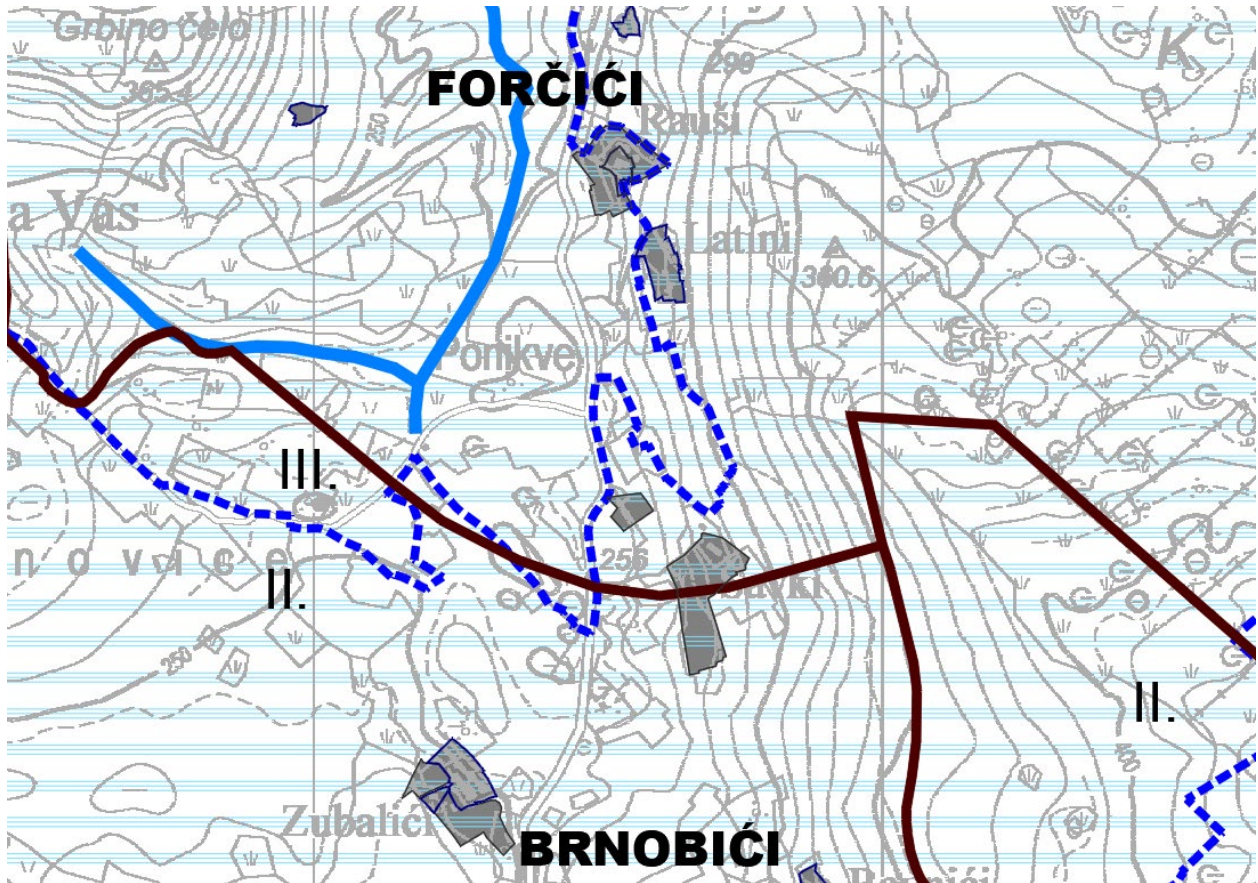 Grbino čelo
K
365.4
FORČIĆI
299
250
Rauši
a Vas
Latini
360.6
Ponikve
III.
256
n o v i c e
II.
250
II.
400
Zubalići
BRNOBIĆI